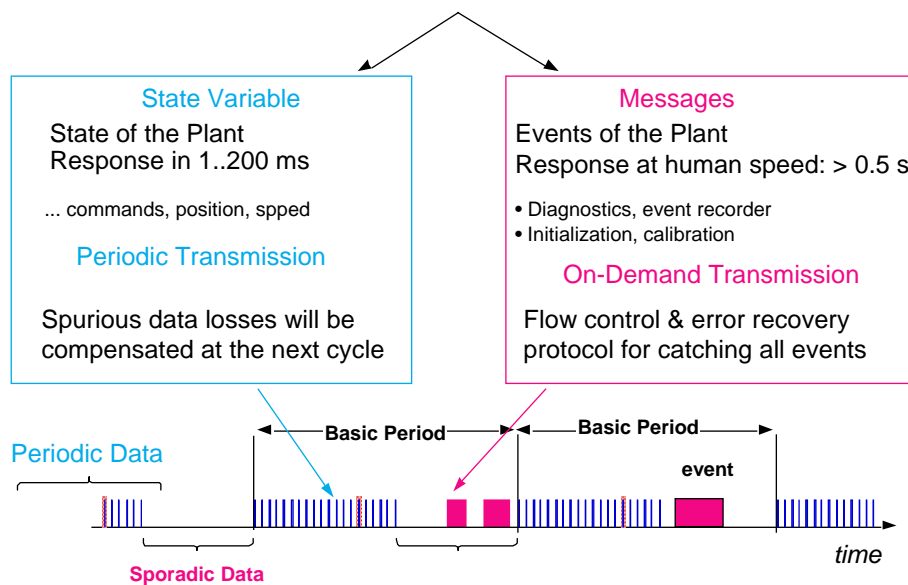 State Variable
State of the Plant
Response in 1..200 ms
... commands, position, spped
Periodic Transmission
Spurious data losses will be
compensated at the next cycle
Messages
Events of the Plant
Response at human speed: > 0.5 s
• Diagnostics, event recorder
• Initialization, calibration
On-Demand Transmission
Flow control & error recovery
protocol for catching all events
Basic Period
Basic Period
Periodic Data
event
time
Sporadic Data